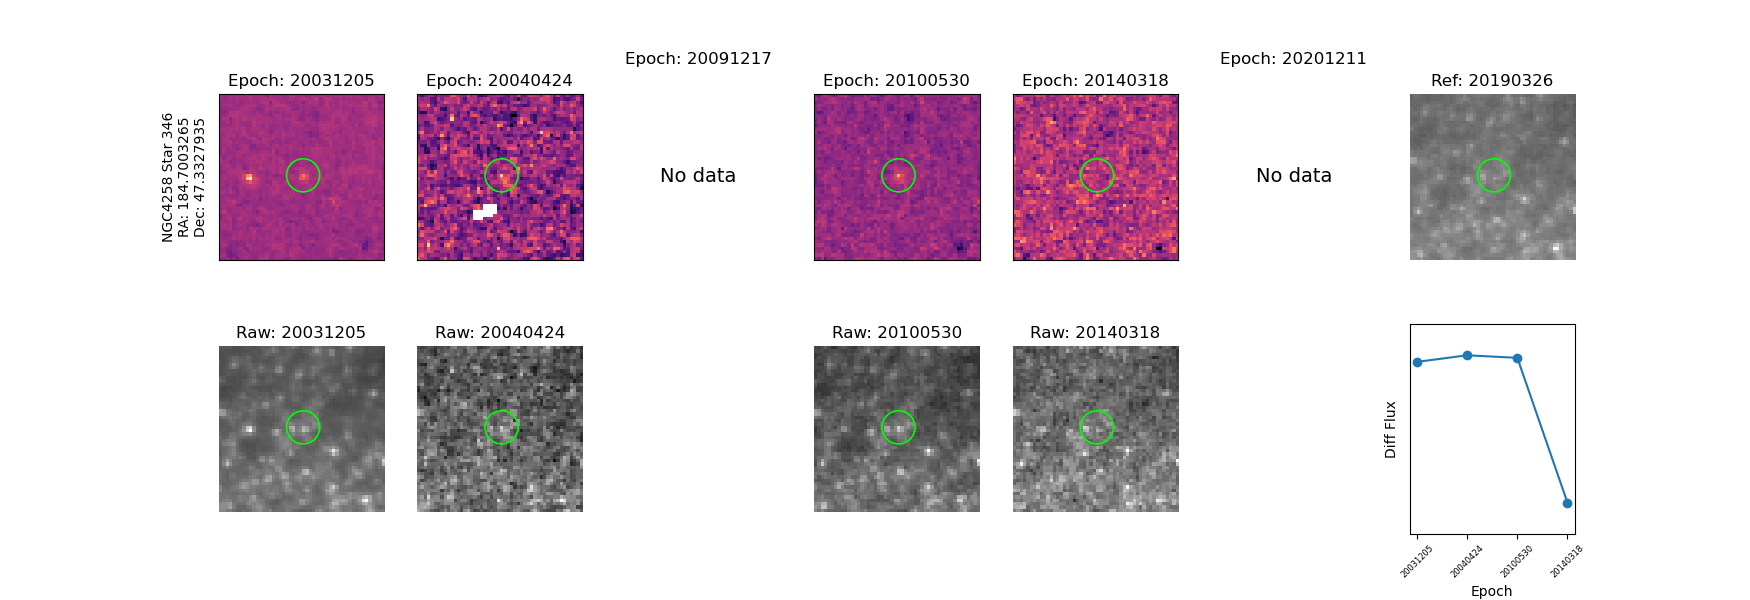 Epoch: 20091217
Epoch: 20201211
Epoch: 20031205
Epoch: 20040424
Epoch: 20100530
Epoch: 20140318
Ref: 20190326
NGC4258 Star 346
RA: 184.7003265
Dec: 47.3327935
No data
No data
Raw: 20031205
Raw: 20040424
Raw: 20100530
Raw: 20140318
Diff Flux
20031205
20040424
20100530
20140318
Epoch